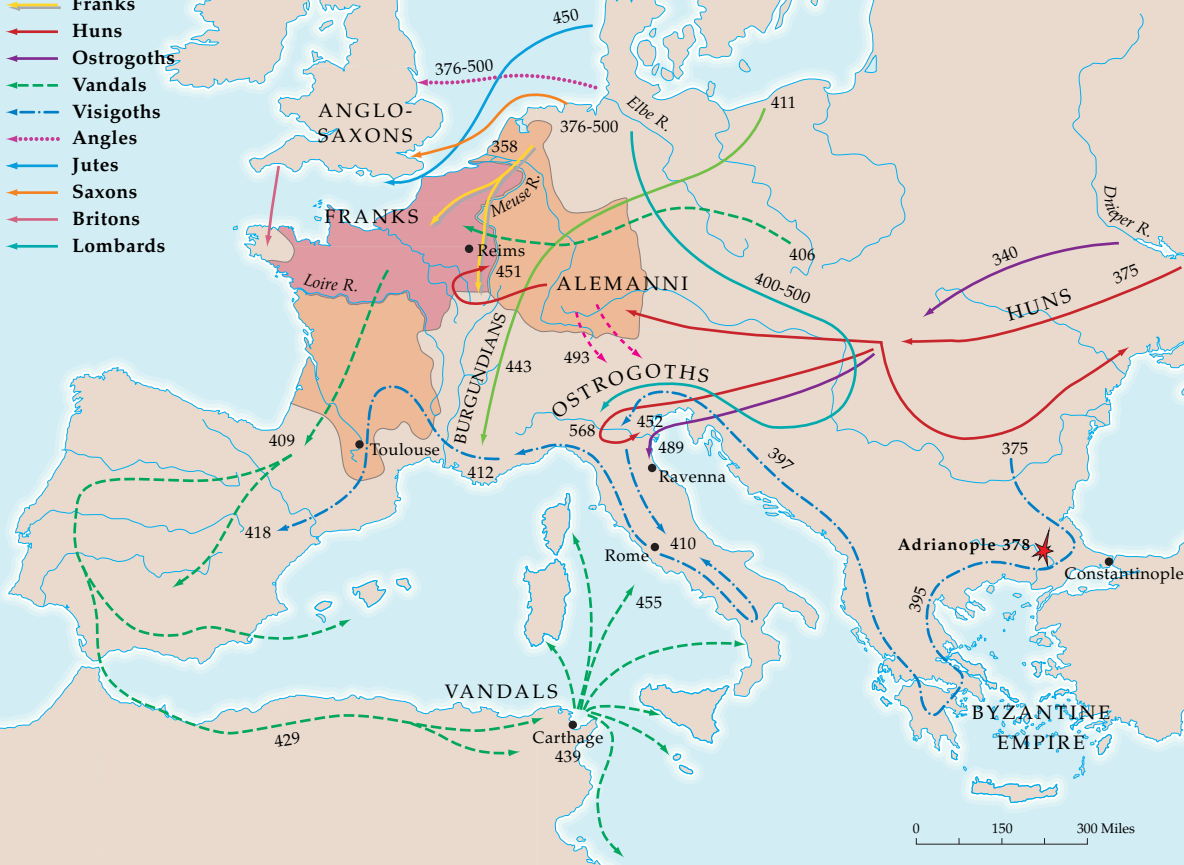 Franks
Huns
Ostrogoths
Vandals
Visigoths
Angles
Jutes
Saxons
Britons
Lombards
450
376-500
ANGLO-
SAXONS
Elbe R.
411
376-500
358
Meuse R.
FRANKS
Reims
451
406
Dnieper R.
340
375
HUNS
Loire R.
ALEMANNI
400-500
493
443
BURGUNDIANS
OSTROGOTHS
568
452
489
397
409
Toulouse
412
Ravenna
375
418
Rome
410
Adrianople 378
Constantinople
395
455
VANDALS
Carthage
439
429
BYZANTINE
EMPIRE
0 150 300 Miles